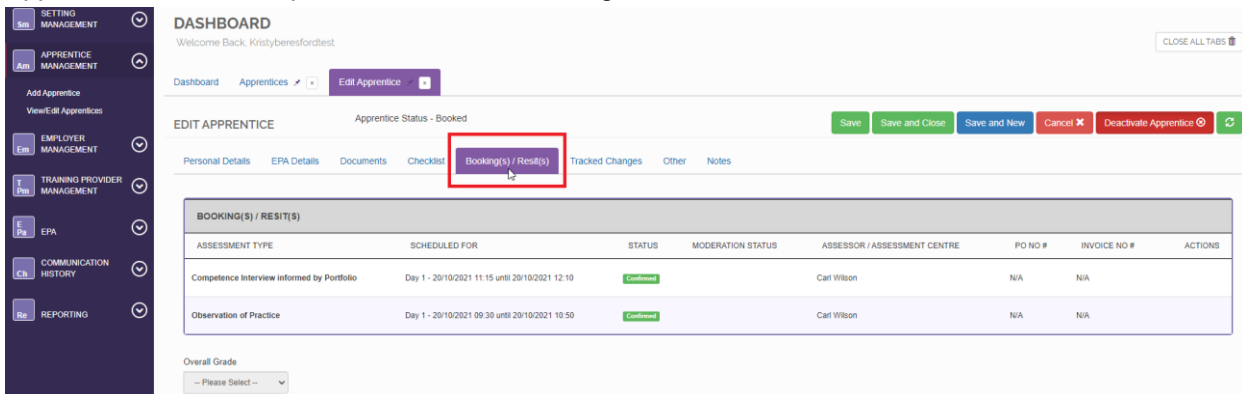 Sm SETTING MANAGEMENT
Am APPRENTICE MANAGEMENT
Add Apprentice
View/Edit Apprentices
Em EMPLOYER MANAGEMENT
T Pm TRAINING PROVIDER MANAGEMENT
E Pa EPA
Ch COMMUNICATION HISTORY
Re REPORTING
DASHBOARD
Welcome Back, Kristyberesfordtest
CLOSE ALL TABS
Dashboard Apprentices × Edit Apprentice ×
EDIT APPRENTICE Apprentice Status - Booked Save Save and Close Save and New Cancel Deactivate Apprentice
Personal Details EPA Details Documents Checklist Booking(s) / Resit(s) Tracked Changes Other Notes
BOOKING(S) / RESIT(S)
ASSESSMENT TYPE SCHEDULED FOR STATUS MODERATION STATUS ASSESSOR / ASSESSMENT CENTRE PO NO # INVOICE NO # ACTIONS
Competence Interview informed by Portfolio Day 1 - 20/10/2021 11:15 until 20/10/2021 12:10 Confirmed Carl Wilson N/A N/A
Observation of Practice Day 1 - 20/10/2021 09:30 until 20/10/2021 10:50 Confirmed Carl Wilson N/A N/A
Overall Grade
-- Please Select --